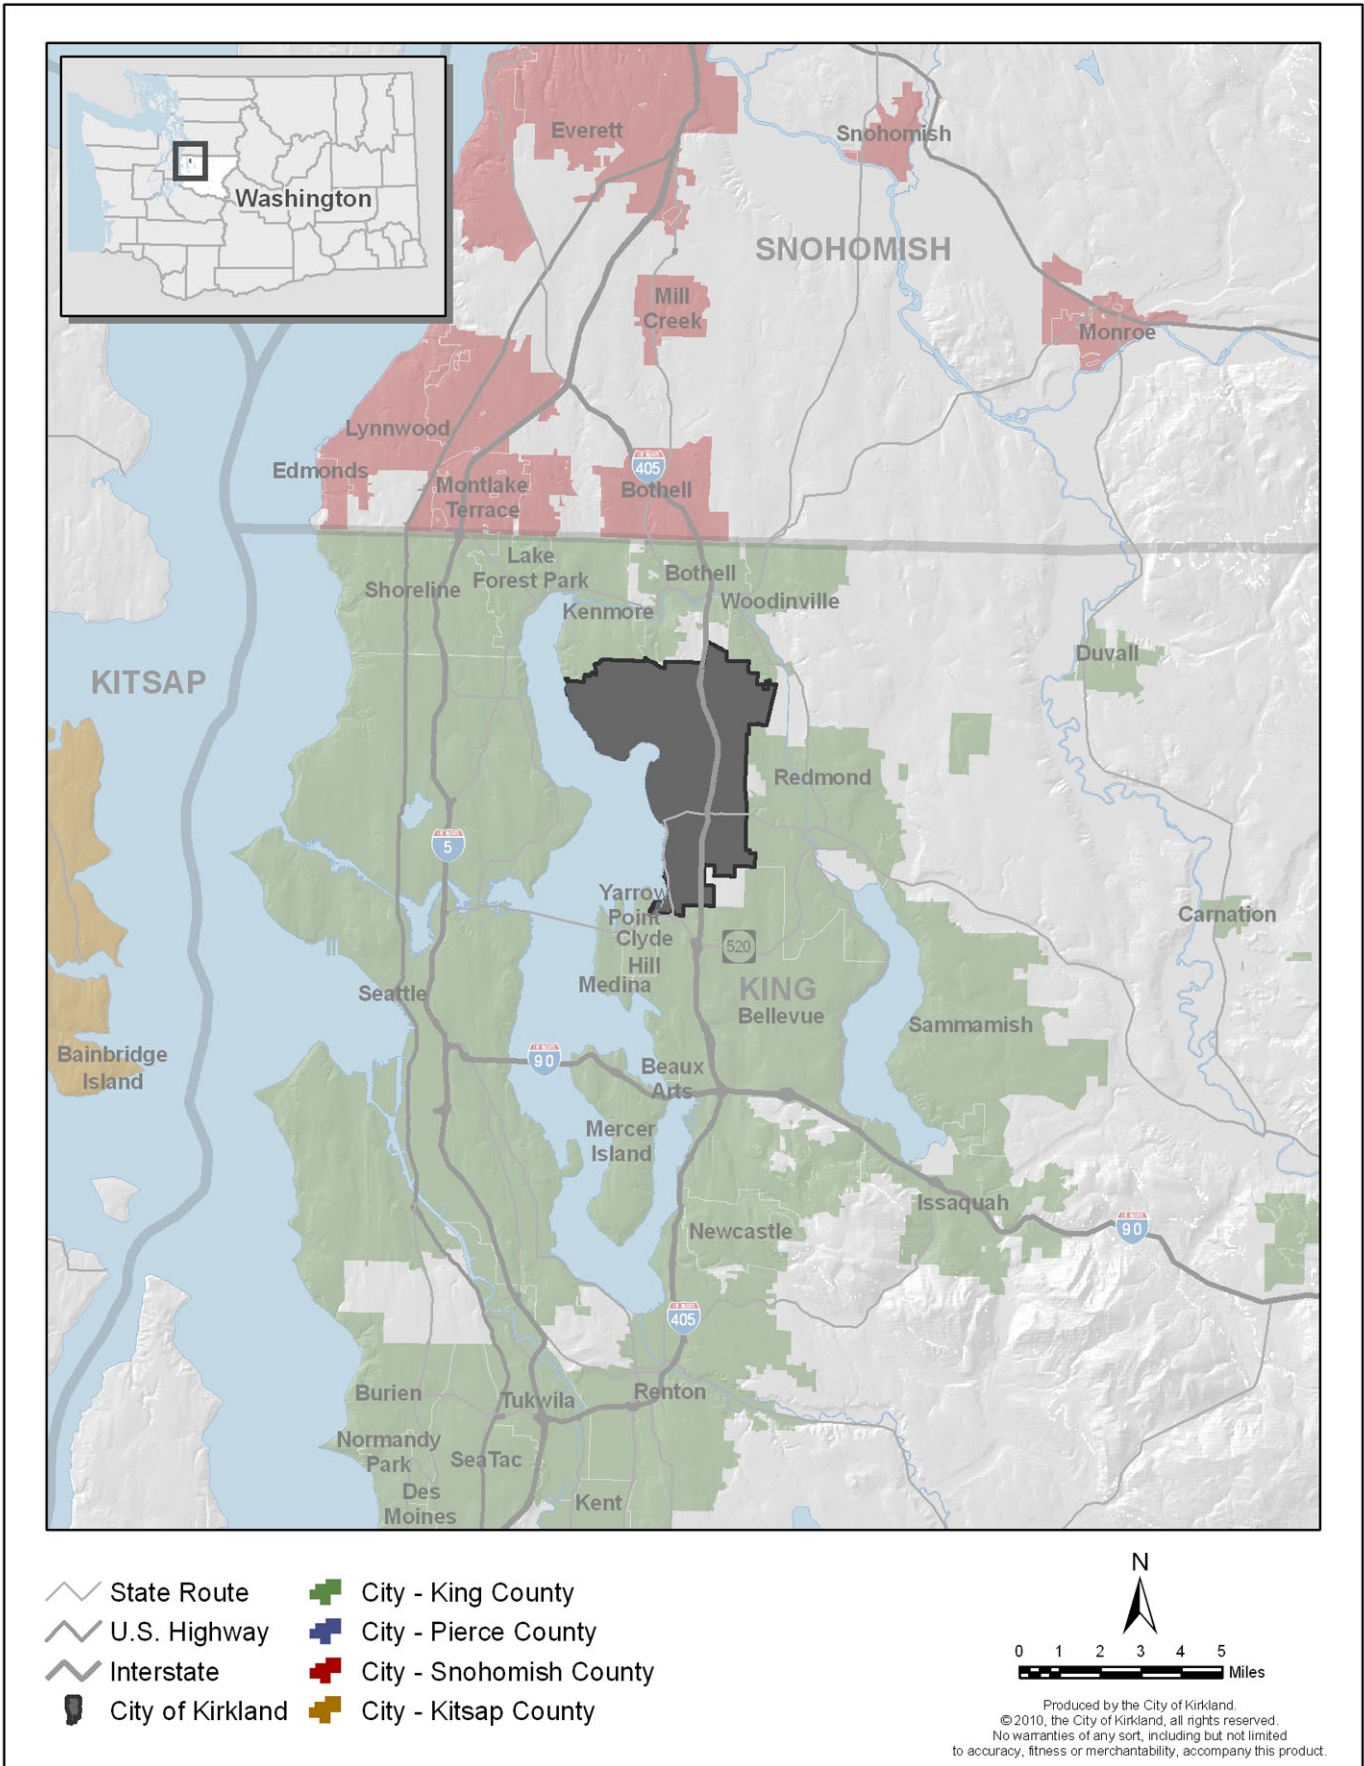 Washington
Everett
Snohomish
SNOHOMISH
Mill
Creek
Monroe
Lynnwood
Edmonds
405
Montlake
Terrace
Bothell
Lake
Forest Park
Shoreline
Bothell
Kenmore
Woodinville
KITSAP
Duvall
Redmond
5
Yarrow
Point
Clyde
Hill
Medina
520
Carnation
Seattle
KING
Bellevue
Sammamish
Bainbridge
Island
90
Beaux
Arts
Mercer
Island
Issaquah
90
Newcastle
405
Burien
Tukwila
Renton
Normandy
Park
SeaTac
Des
Moines
Kent
State Route
U.S. Highway
Interstate
City of Kirkland
City - King County
City - Pierce County
City - Snohomish County
City - Kitsap County
N
0 1 2 3 4 5
Miles
Produced by the City of Kirkland.
© 2010, the City of Kirkland, all rights reserved.
No warranties of any sort, including but not limited
to accuracy, fitness or merchantability, accompany this product.